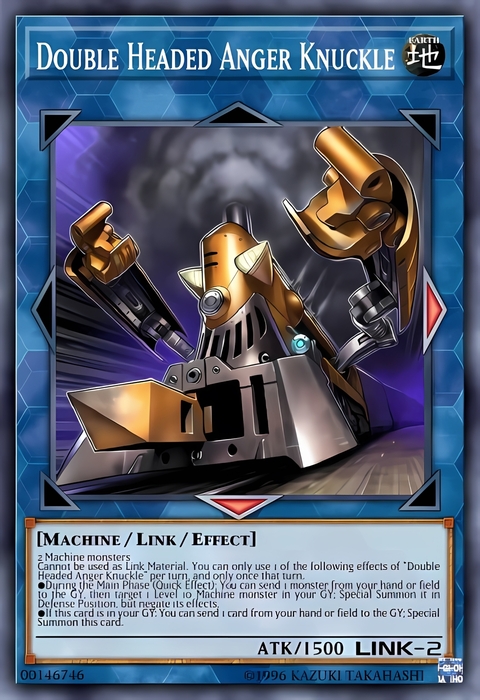 DOUBLE HEADED ANGER KNUCKLE
EARTH
地
[MACHINE / LINK / EFFECT]
2 Machine monsters
Cannot be used as Link Material. You can only use 1 of the following effects of "Double
Headed Anger Knuckle" per turn, and only once that turn.
●During the Main Phase (Quick Effect): You can send 1 monster from your hand or field
to the GY, then target 1 Level 10 Machine monster in your GY; Special Summon it in
Defense Position, but negate its effects.
●If this card is in your GY: You can send 1 card from your hand or field to the GY; Special
Summon this card.
ATK/1500 LINK-2
00146746
©1996 KAZUKI TAKAHASHI